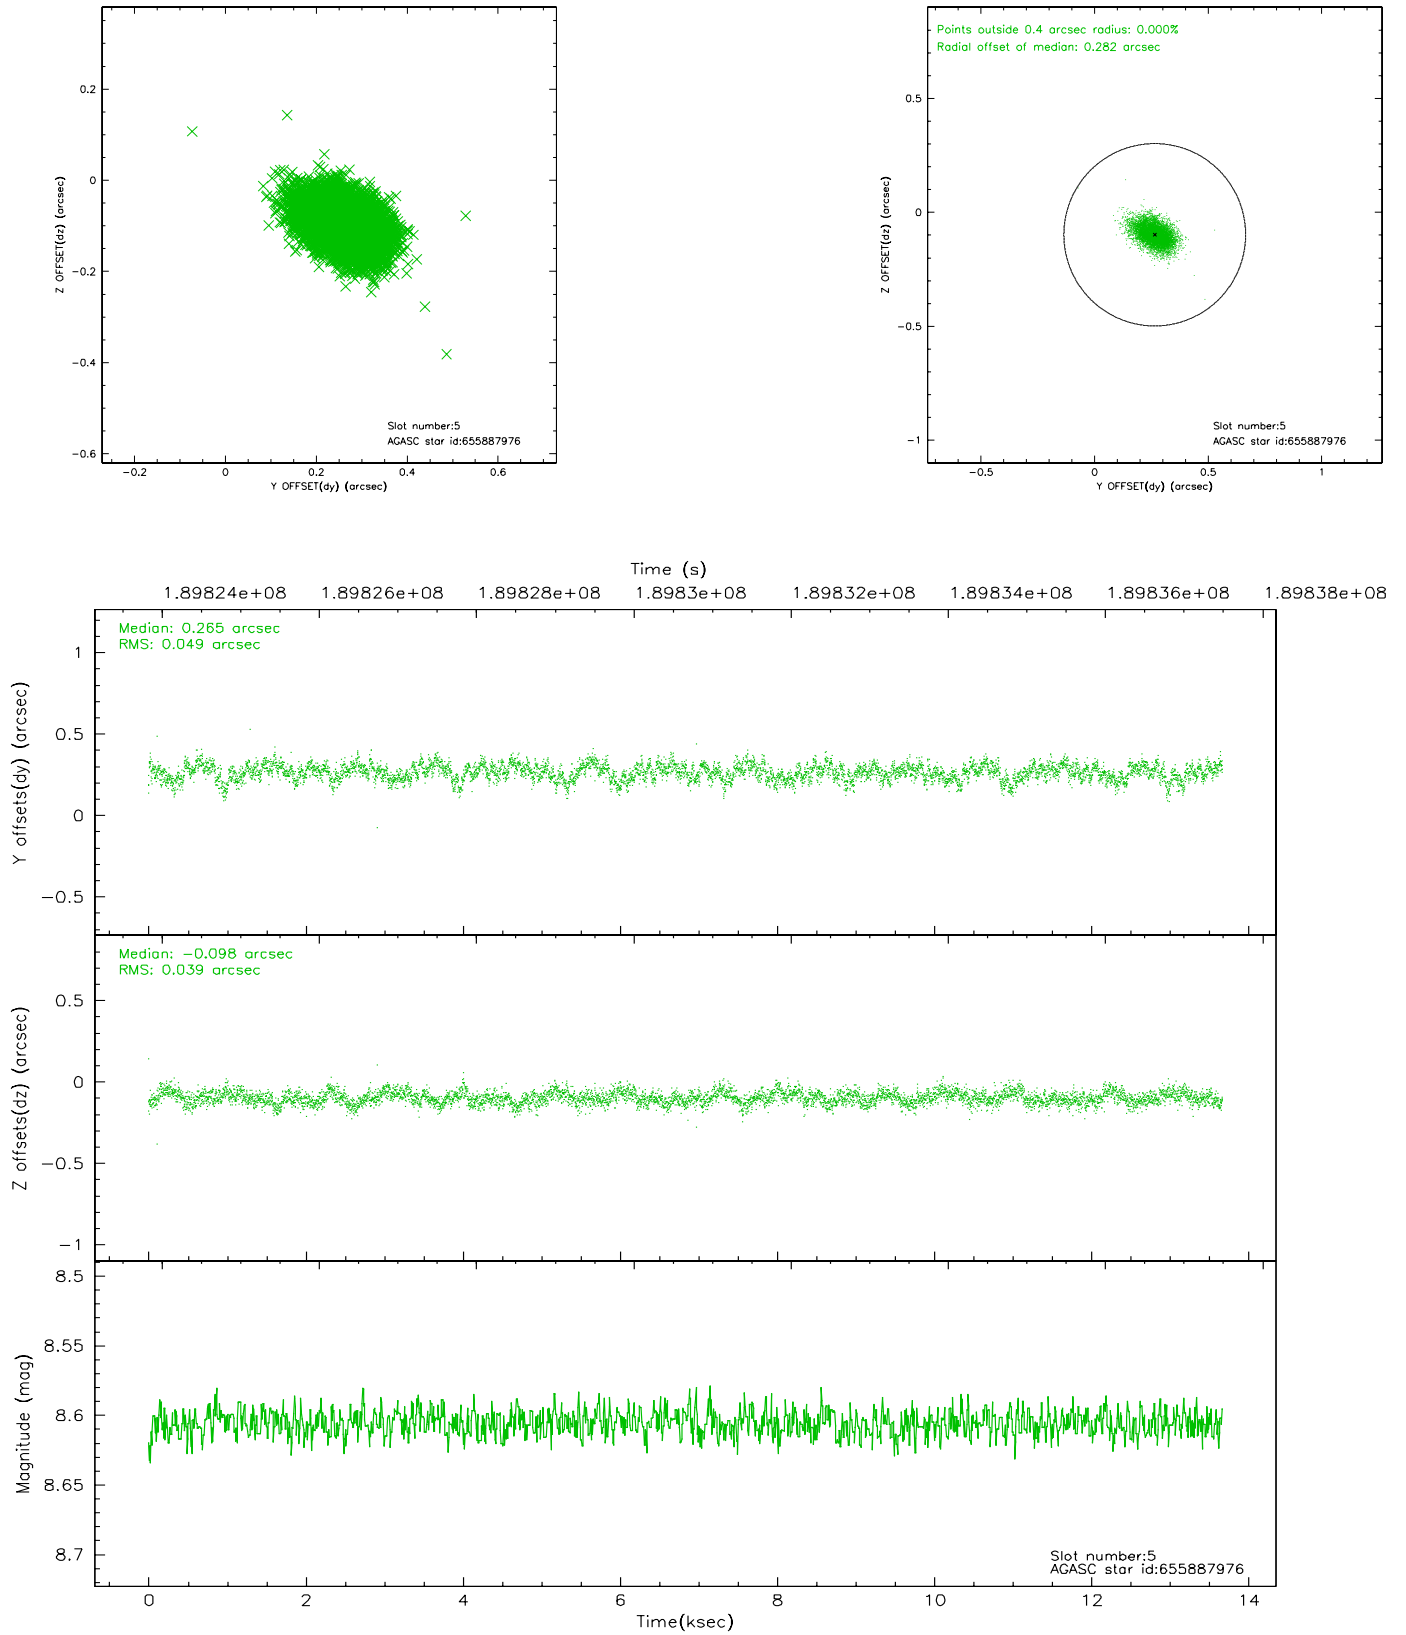 0.2
0
−0.2
−0.4
−0.6
Z OFFSET(dz) (arcsec)
Slot number:5
AGASC star id:655887976
−0.2
0
0.2
0.4
0.6
Y OFFSET(dy) (arcsec)
Points outside 0.4 arcsec radius: 0.000%
Radial offset of median: 0.282 arcsec
0.5
0
−0.5
−1
Z OFFSET(dz) (arcsec)
Slot number:5
AGASC star id:655887976
−0.5
0
0.5
1
Y OFFSET(dy) (arcsec)
Time (s)
1.89824e+08
1.89826e+08
1.89828e+08
1.8983e+08
1.89832e+08
1.89834e+08
1.89836e+08
1.89838e+08
Median: 0.265 arcsec
RMS: 0.049 arcsec
1
0.5
0
−0.5
Y offsets(dy) (arcsec)
Median: −0.098 arcsec
RMS: 0.039 arcsec
0.5
0
−0.5
−1
Z offsets(dz) (arcsec)
8.5
8.55
8.6
8.65
8.7
Magnitude (mag)
Slot number:5
AGASC star id:655887976
0
2
4
6
8
10
12
14
Time(ksec)